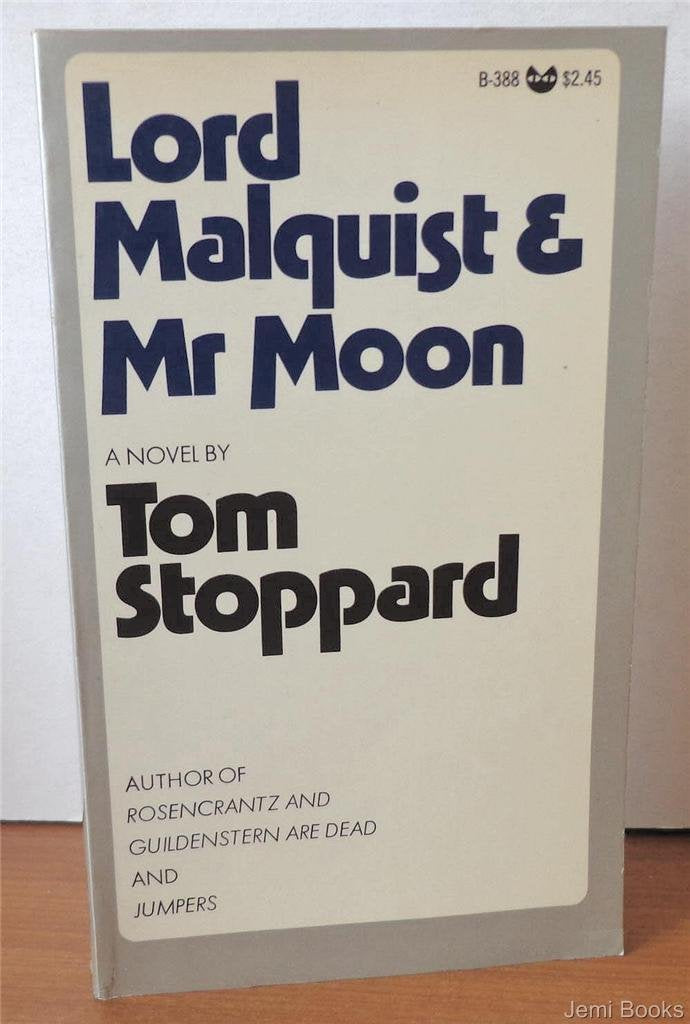 B-388 $2.45
Lord
Malquist &
Mr Moon
A NOVEL BY
Tom
Stoppard
AUTHOR OF
ROSENCRANTZ AND
GUILDENSTERN ARE DEAD
AND
JUMPERS
Jemi Books